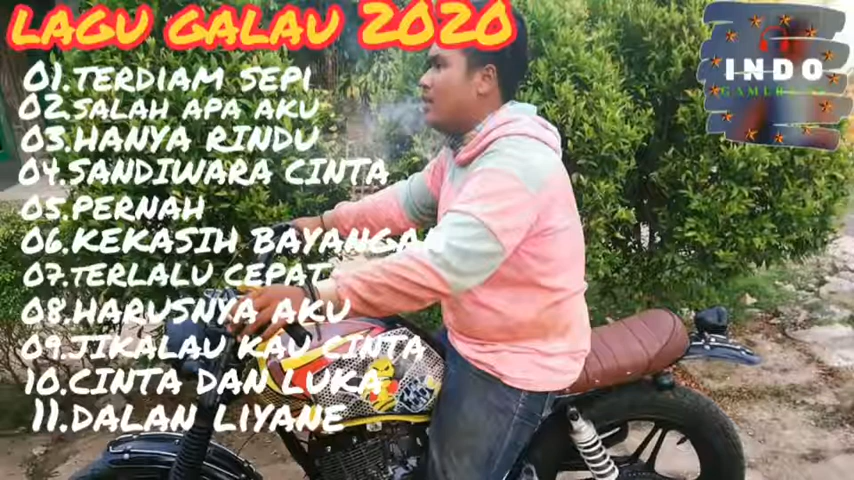 LAGU GALAU 2020
01.TERDIAM SEPI
02.SALAH APA AKU
03.HANYA RINDU
04.SANDIWARA CINTA
05.PERNAH
06.KEKASIH BAYANGAN
07.TERLALU CEPAT
08.HARUSNYA AKU
09.JIKALAU KAU CINTA
10.CINTA DAN LUKA
11.DALAN LIYANE
INDO